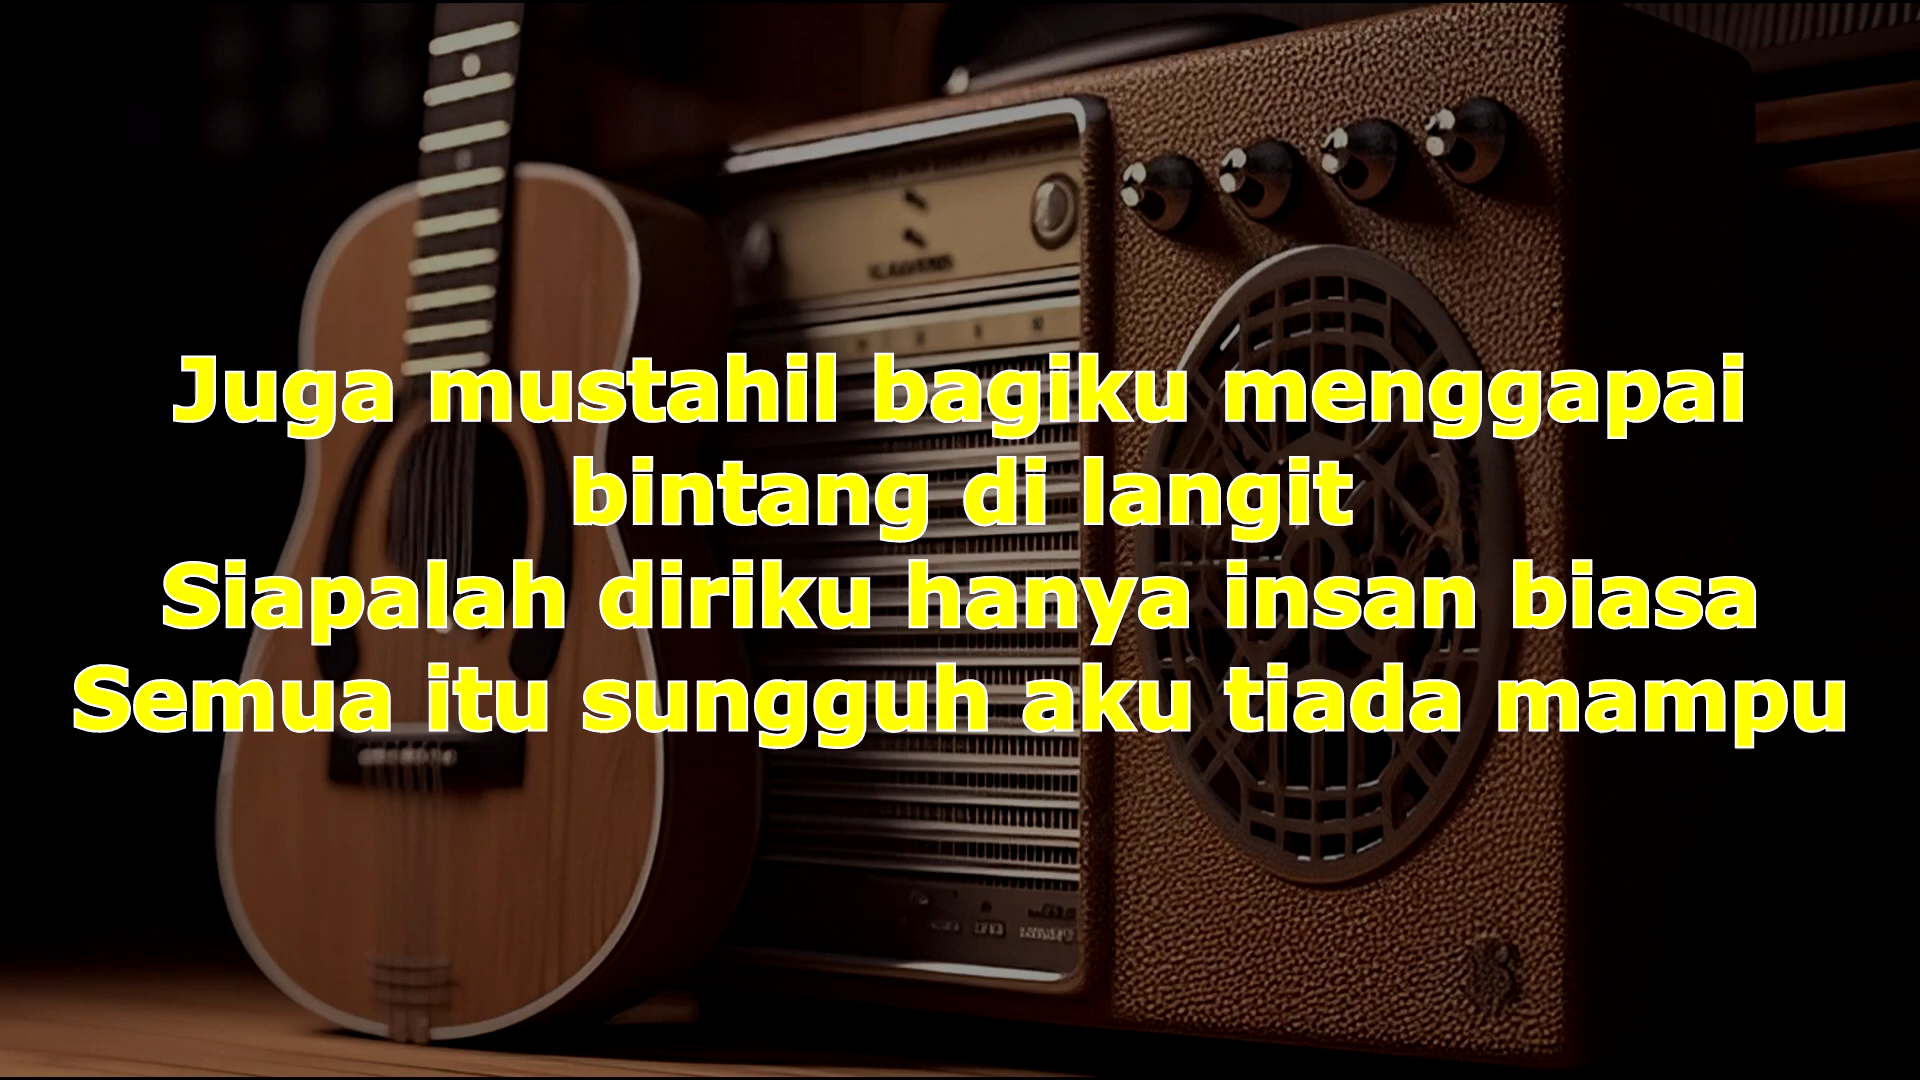 Juga mustahil bagiku menggapai
bintang di langit
Siapalah diriku hanya insan biasa
Semua itu sungguh aku tiada mampu